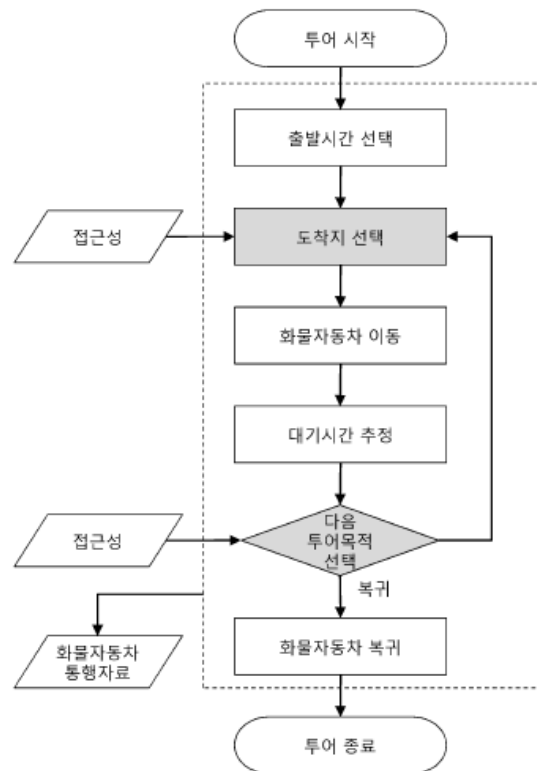 투어 시작
출발시간 선택
접근성
도착지 선택
화물자동차 이동
대기시간 추정
접근성
다음
투어목적
선택
복귀
화물자동차
통행자료
화물자동차 복귀
투어 종료